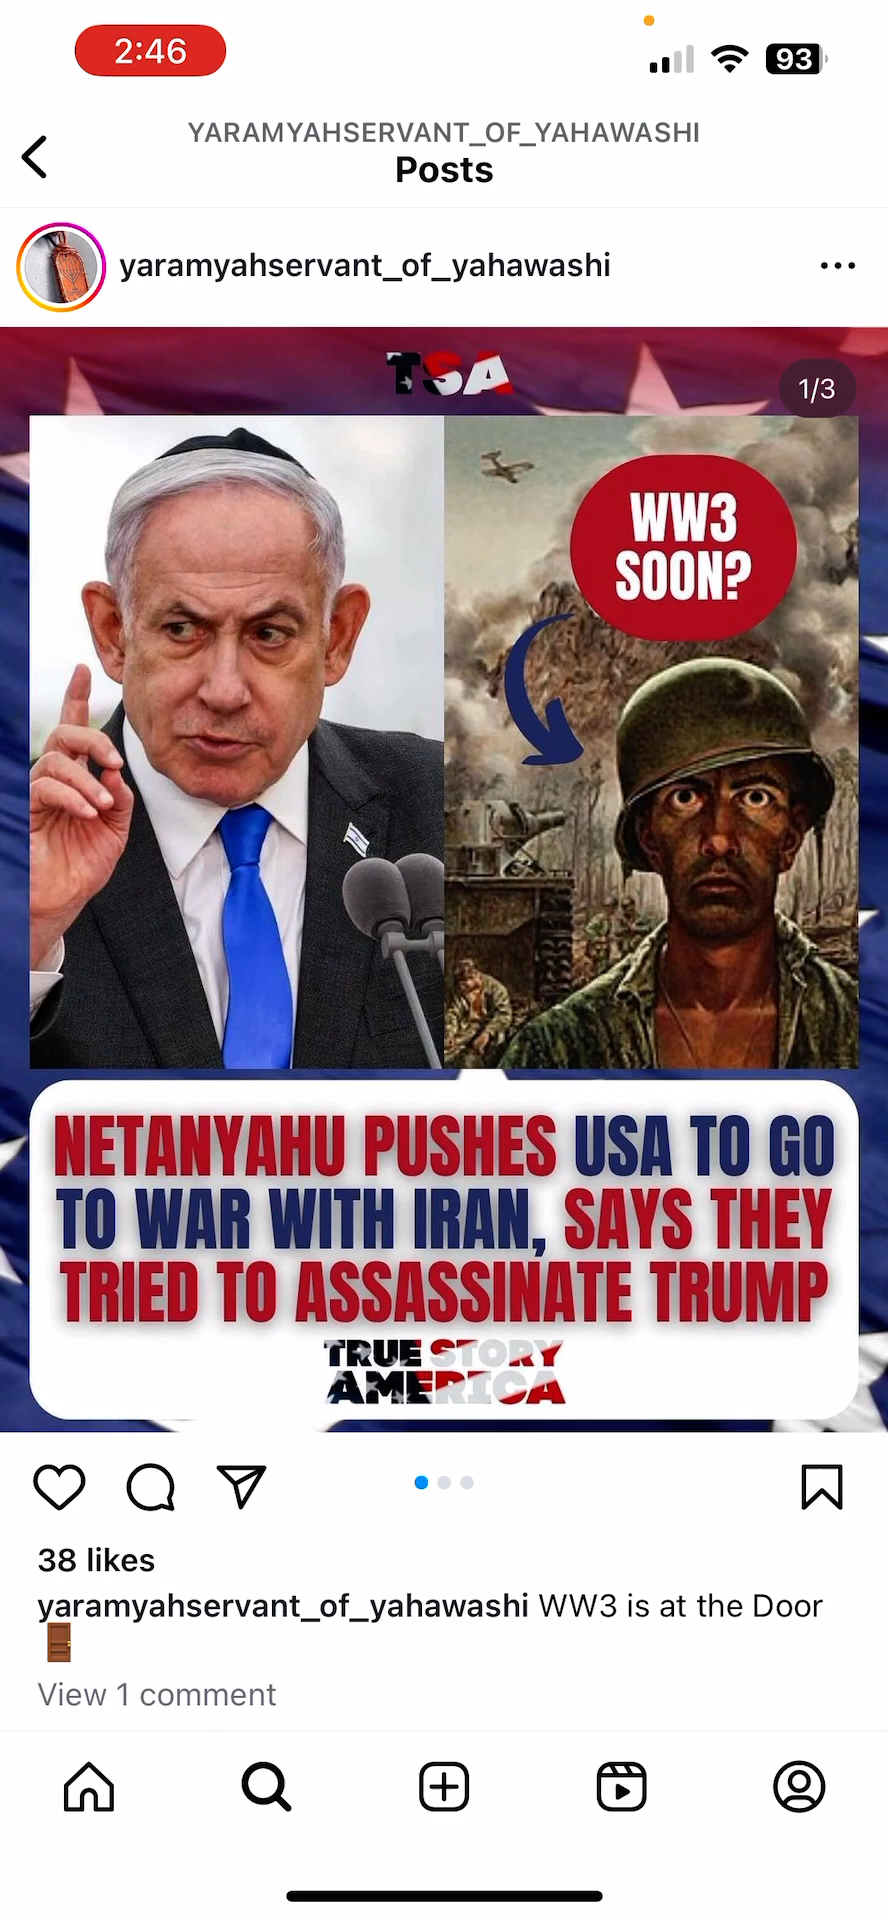 2:46
93
YARAMYAHSERVANT_OF_YAHAWASHI
Posts
yaramyahservant_of_yahawashi
TSA
1/3
WW3
SOON?
NETANYAHU PUSHES USA TO GO
TO WAR WITH IRAN, SAYS THEY
TRIED TO ASSASSINATE TRUMP
TRUE STORY
AMERICA
38 likes
yaramyahservant_of_yahawashi WW3 is at the Door
View 1 comment